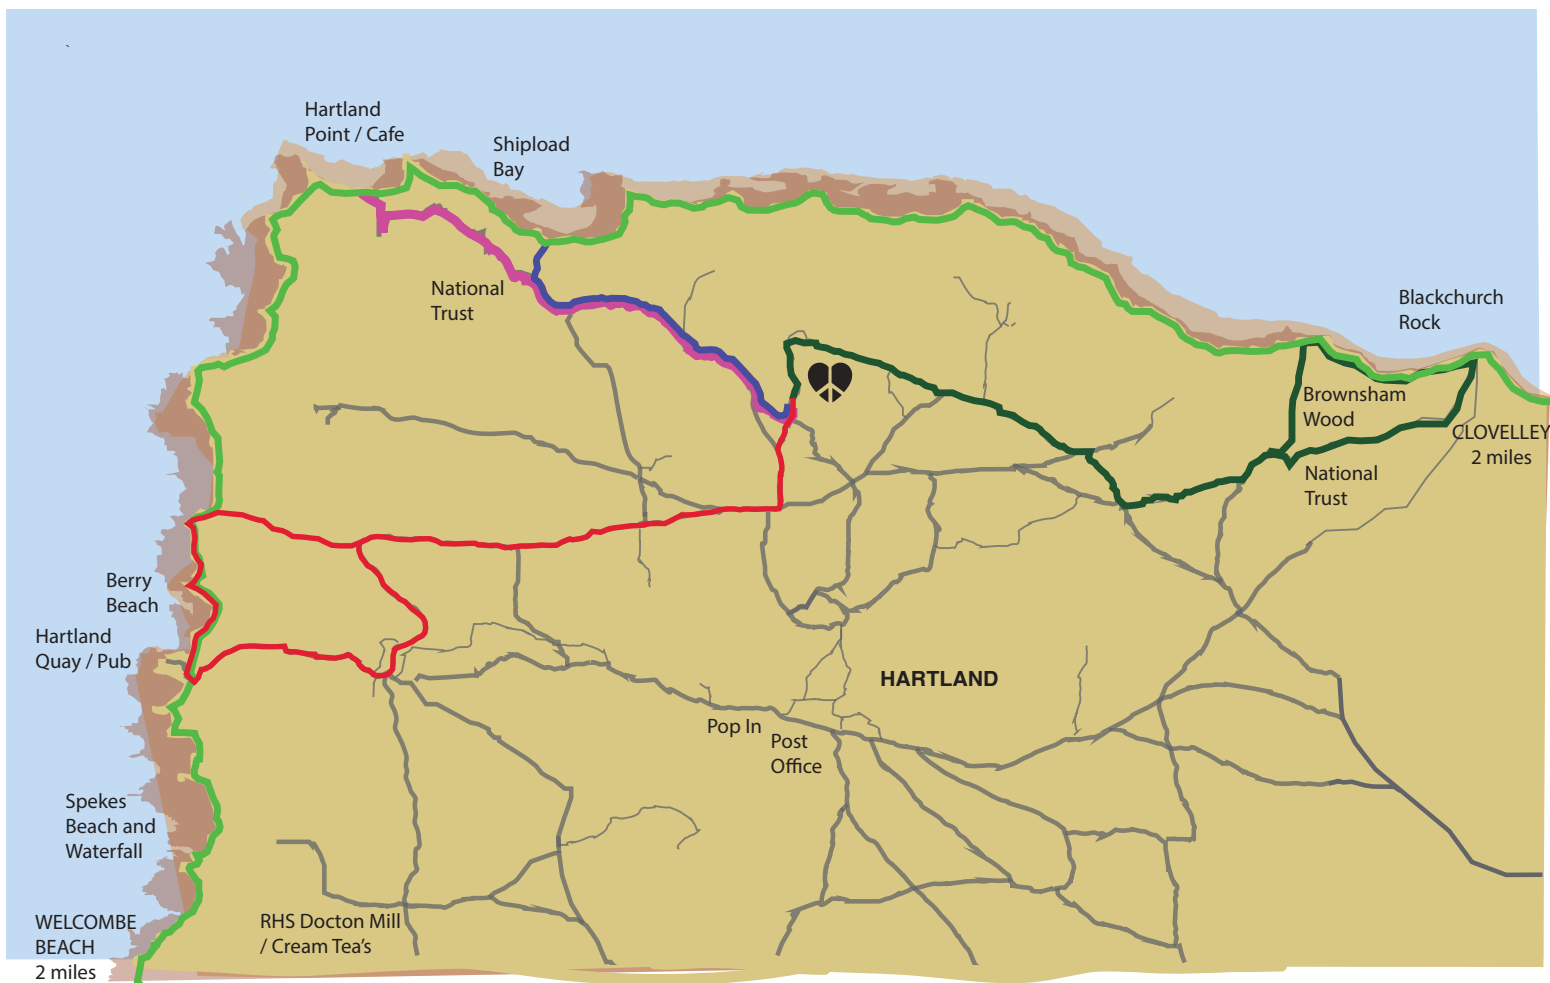 `
Hartland
Point / Cafe
Shipload
Bay
National
Trust
Blackchurch
Rock
Brownsham
Wood
CLOVELLEY
2 miles
National
Trust
Berry
Beach
Hartland
Quay / Pub
HARTLAND
Pop In
Post
Office
Spekes
Beach and
Waterfall
WELCOMBE
BEACH
2 miles
RHS Docton Mill
/ Cream Tea's